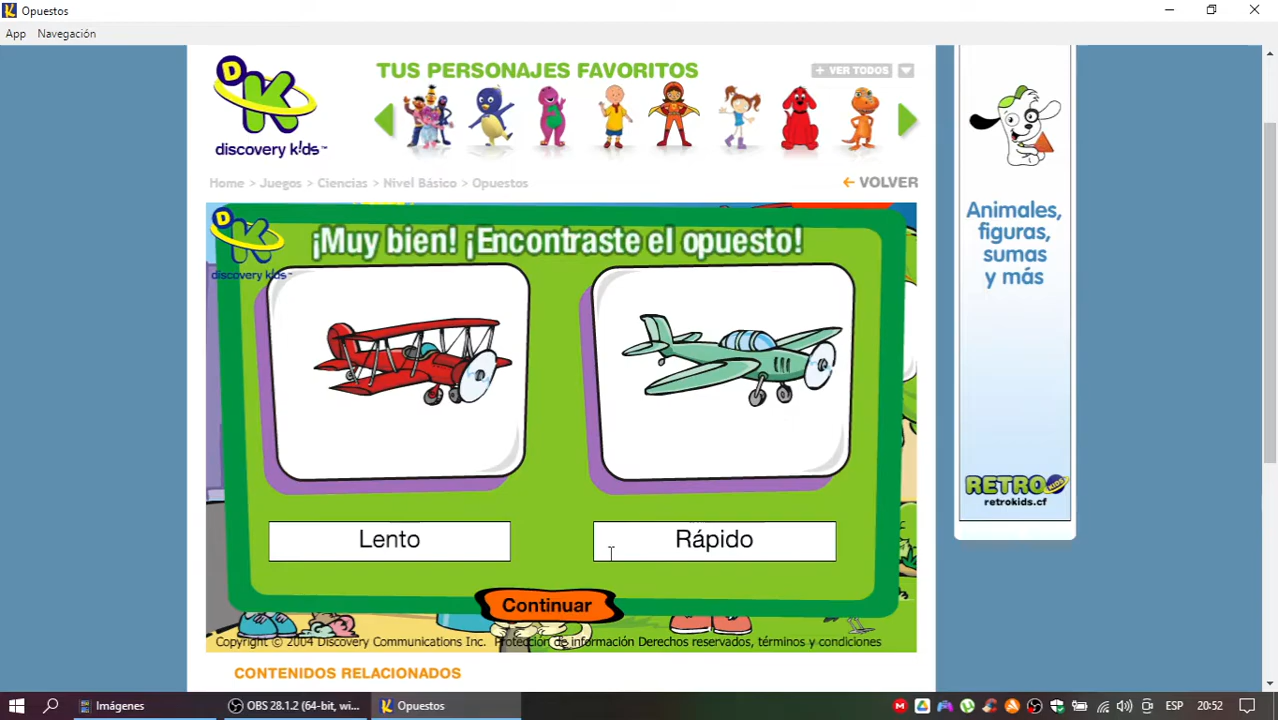 Opuestos
App Navegación
D K
discovery k!ds™
TUS PERSONAJES FAVORITOS
+ VER TODOS
Home > Juegos > Ciencias > Nivel Básico > Opuestos
← VOLVER
D K
discovery k!ds™
¡Muy bien! ¡Encontraste el opuesto!
Lento
Rápido
Continuar
Copyright © 2004 Discovery Communications Inc. Protección de información Derechos reservados, términos y condiciones
CONTENIDOS RELACIONADOS
Animales,
figuras,
sumas
y más
RETRO KIDS
retrokids.cf
Imágenes
OBS 28.1.2 (64-bit, wi...
Opuestos
ESP
20:52